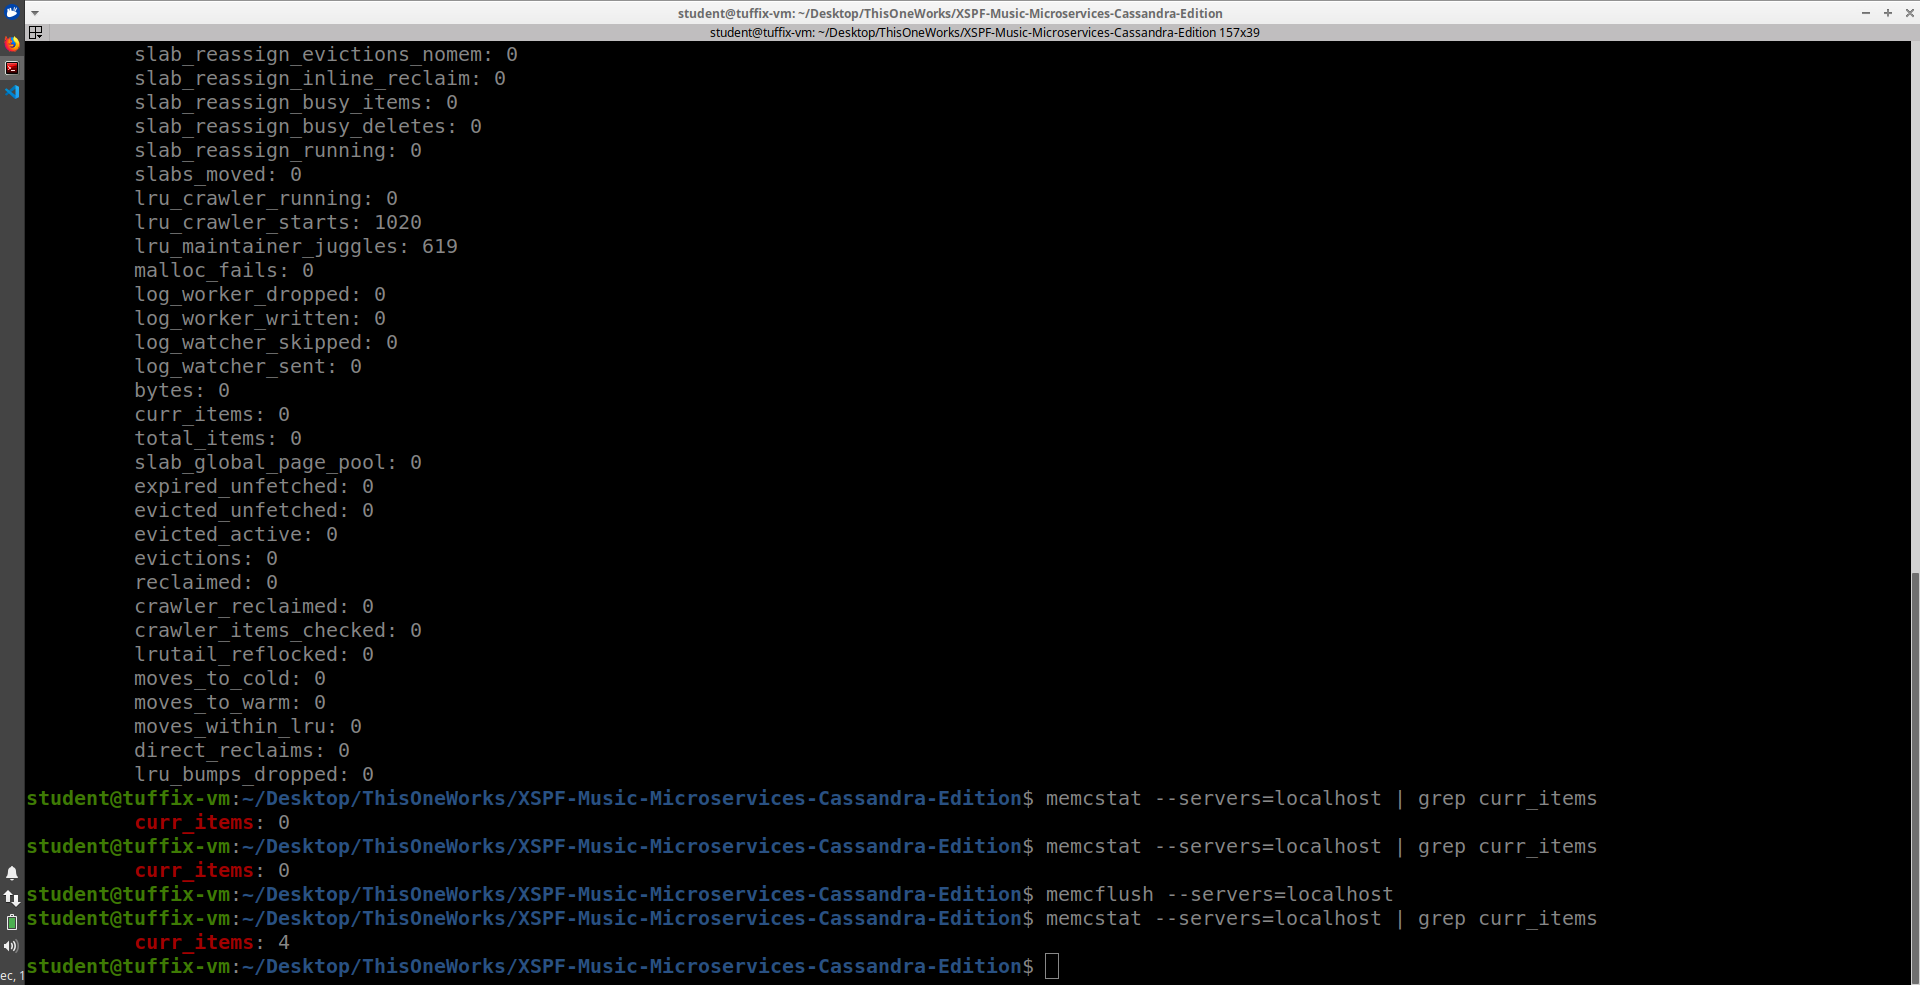 student@tuffix-vm: ~/Desktop/ThisOneWorks/XSPF-Music-Microservices-Cassandra-Edition
student@tuffix-vm: ~/Desktop/ThisOneWorks/XSPF-Music-Microservices-Cassandra-Edition 157x39
slab_reassign_evictions_nomem: 0
slab_reassign_inline_reclaim: 0
slab_reassign_busy_items: 0
slab_reassign_busy_deletes: 0
slab_reassign_running: 0
slabs_moved: 0
lru_crawler_running: 0
lru_crawler_starts: 1020
lru_maintainer_juggles: 619
malloc_fails: 0
log_worker_dropped: 0
log_worker_written: 0
log_watcher_skipped: 0
log_watcher_sent: 0
bytes: 0
curr_items: 0
total_items: 0
slab_global_page_pool: 0
expired_unfetched: 0
evicted_unfetched: 0
evicted_active: 0
evictions: 0
reclaimed: 0
crawler_reclaimed: 0
crawler_items_checked: 0
lrutail_reflocked: 0
moves_to_cold: 0
moves_to_warm: 0
moves_within_lru: 0
direct_reclaims: 0
lru_bumps_dropped: 0
student@tuffix-vm:~/Desktop/ThisOneWorks/XSPF-Music-Microservices-Cassandra-Edition$ memcstat --servers=localhost | grep curr_items
curr_items: 0
student@tuffix-vm:~/Desktop/ThisOneWorks/XSPF-Music-Microservices-Cassandra-Edition$ memcstat --servers=localhost | grep curr_items
curr_items: 0
student@tuffix-vm:~/Desktop/ThisOneWorks/XSPF-Music-Microservices-Cassandra-Edition$ memcflush --servers=localhost
student@tuffix-vm:~/Desktop/ThisOneWorks/XSPF-Music-Microservices-Cassandra-Edition$ memcstat --servers=localhost | grep curr_items
curr_items: 4
student@tuffix-vm:~/Desktop/ThisOneWorks/XSPF-Music-Microservices-Cassandra-Edition$
ec, 1